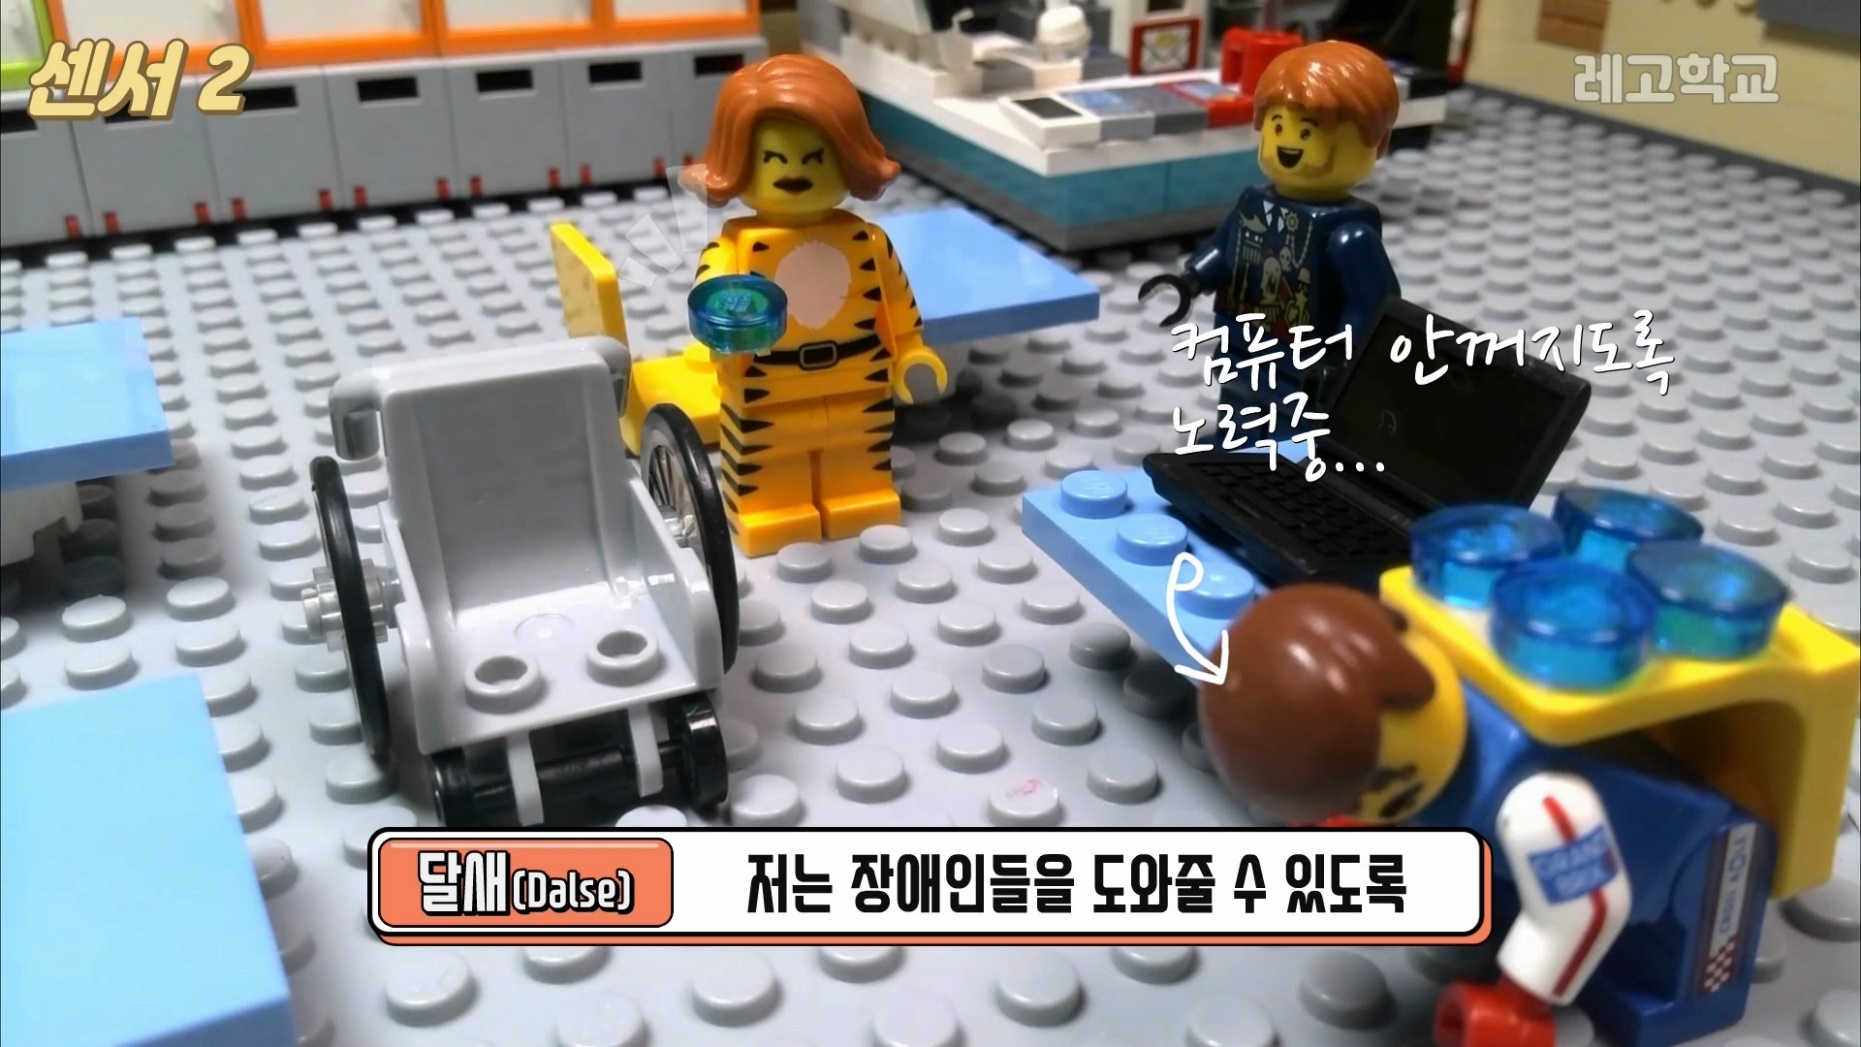 센서 2
레고학교
컴퓨터 안꺼지도록
노력중...
달새(Dalse)
저는 장애인들을 도와줄 수 있도록